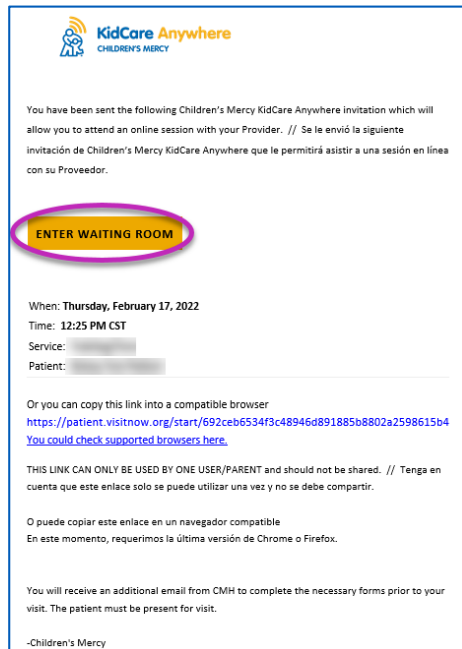 KidCare Anywhere
CHILDREN'S MERCY
You have been sent the following Children's Mercy KidCare Anywhere invitation which will
allow you to attend an online session with your Provider.  //  Se le envió la siguiente
invitación de Children's Mercy KidCare Anywhere que le permitirá asistir a una sesión en línea
con su Proveedor.
ENTER WAITING ROOM
When: Thursday, February 17, 2022
Time: 12:25 PM CST
Service:
Patient:
Or you can copy this link into a compatible browser
https://patient.visitnow.org/start/692ceb6534f3c48946d891885b8802a2598615b4
You could check supported browsers here.
THIS LINK CAN ONLY BE USED BY ONE USER/PARENT and should not be shared.  //  Tenga en
cuenta que este enlace solo se puede utilizar una vez y no se debe compartir.
O puede copiar este enlace en un navegador compatible
En este momento, requerimos la última versión de Chrome o Firefox.
You will receive an additional email from CMH to complete the necessary forms prior to your
visit. The patient must be present for visit.
-Children's Mercy